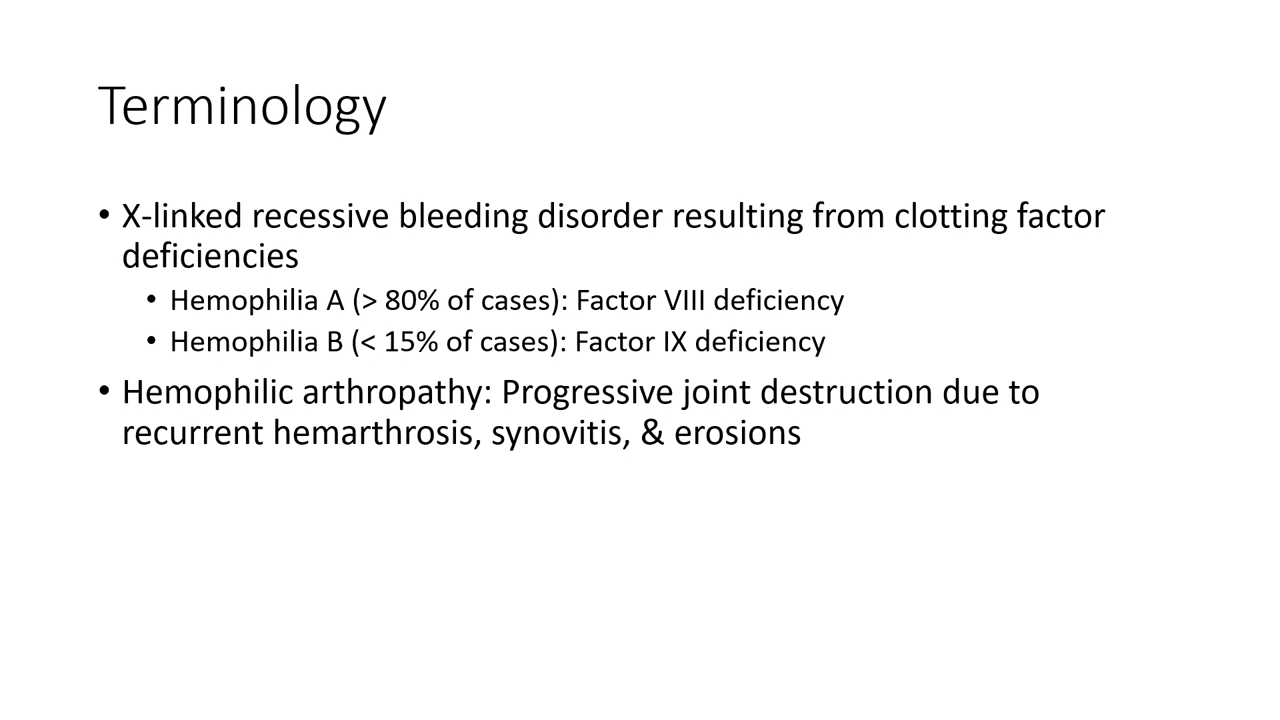 Terminology
• X-linked recessive bleeding disorder resulting from clotting factor
deficiencies
• Hemophilia A (> 80% of cases): Factor VIII deficiency
• Hemophilia B (< 15% of cases): Factor IX deficiency
• Hemophilic arthropathy: Progressive joint destruction due to
recurrent hemarthrosis, synovitis, & erosions